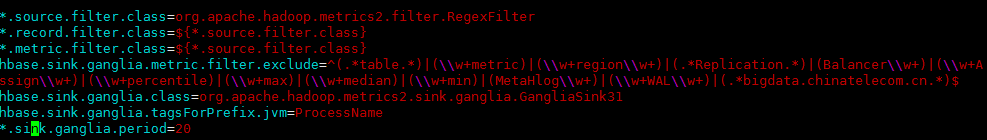 *.source.filter.class=org.apache.hadoop.metrics2.filter.RegexFilter
*.record.filter.class=${*.source.filter.class}
*.metric.filter.class=${*.source.filter.class}
hbase.sink.ganglia.metric.filter.exclude=^(.*table.*)|(\\w+metric)|(\\w+region\\w+)|(.*Replication.*)|(Balancer\\w+)|(\\w+A
ssign\\w+)|(\\w+percentile)|(\\w+max)|(\\w+median)|(\\w+min)|(MetaHlog\\w+)|(\\w+WAL\\w+)|(.*bigdata.chinatelecom.cn.*)$
hbase.sink.ganglia.class=org.apache.hadoop.metrics2.sink.ganglia.GangliaSink31
hbase.sink.ganglia.tagsForPrefix.jvm=ProcessName
*.sink.ganglia.period=20